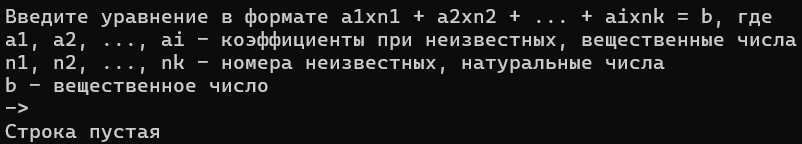 Введите уравнение в формате a1xn1 + a2xn2 + ... + aixnk = b, где
a1, a2, ..., ai - коэффициенты при неизвестных, вещественные числа
n1, n2, ..., nk - номера неизвестных, натуральные числа
b - вещественное число
->
Строка пустая